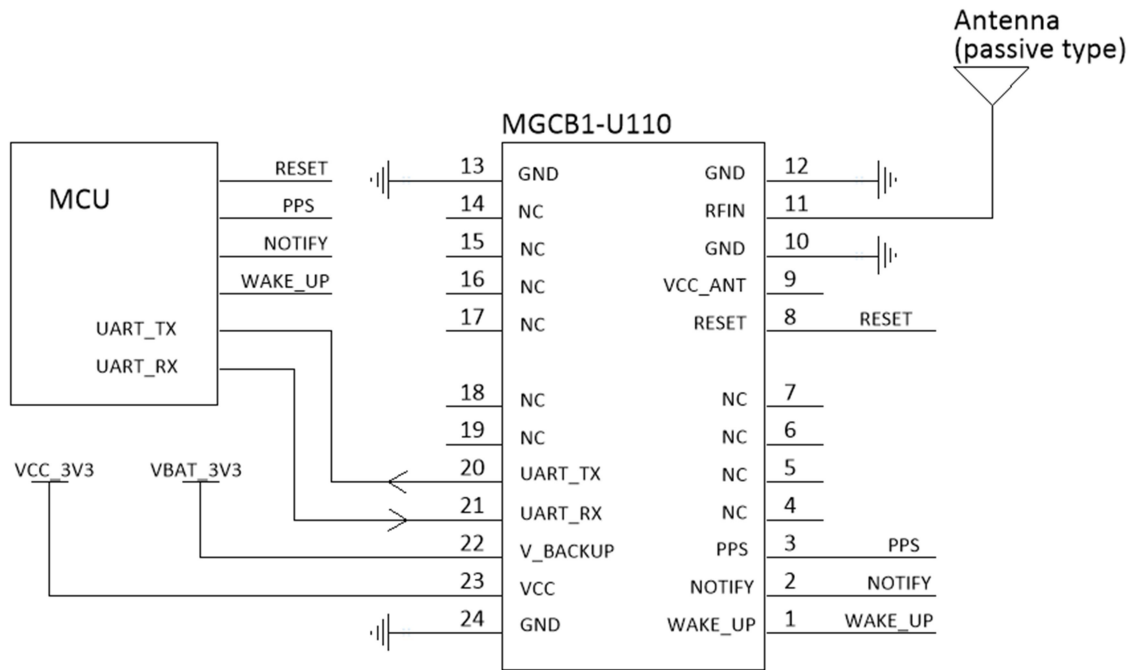 Antenna
(passive type)
MGCB1-U110
MCU
RESET
PPS
NOTIFY
WAKE_UP
UART_TX
UART_RX
VCC_3V3
VBAT_3V3
13 GND
14 NC
15 NC
16 NC
17 NC
18 NC
19 NC
20 UART_TX
21 UART_RX
22 V_BACKUP
23 VCC
24 GND
GND 12
RFIN 11
GND 10
VCC_ANT 9
RESET 8 RESET
NC 7
NC 6
NC 5
NC 4
PPS 3 PPS
NOTIFY 2 NOTIFY
WAKE_UP 1 WAKE_UP